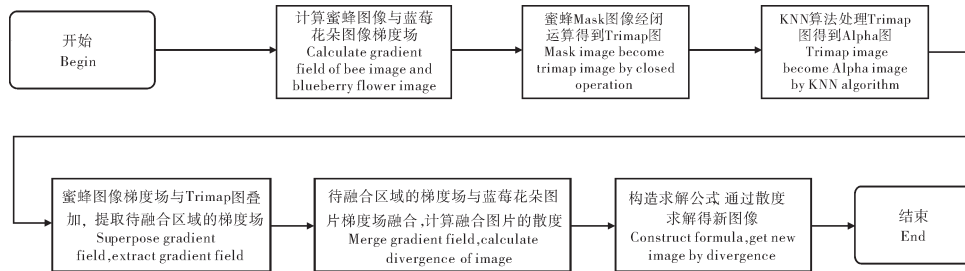 开始
Begin
计算蜜蜂图像与蓝莓
花朵图像梯度场
Calculate gradient
field of bee image and
blueberry flower image
蜜蜂Mask图像经闭
运算得到Trimap图
Mask image become
trimap image by closed
operation
KNN算法处理Trimap
图得到Alpha图
Trimap image
become Alpha image
by KNN algorithm
蜜蜂图像梯度场与Trimap图叠
加，提取待融合区域的梯度场
Superpose gradient
field,extract gradient field
待融合区域的梯度场与蓝莓花朵图
片梯度场融合,计算融合图片的散度
Merge gradient field,calculate
divergence of image
构造求解公式 通过散度
求解得新图像
Construct formula,get new
image by divergence
结束
End